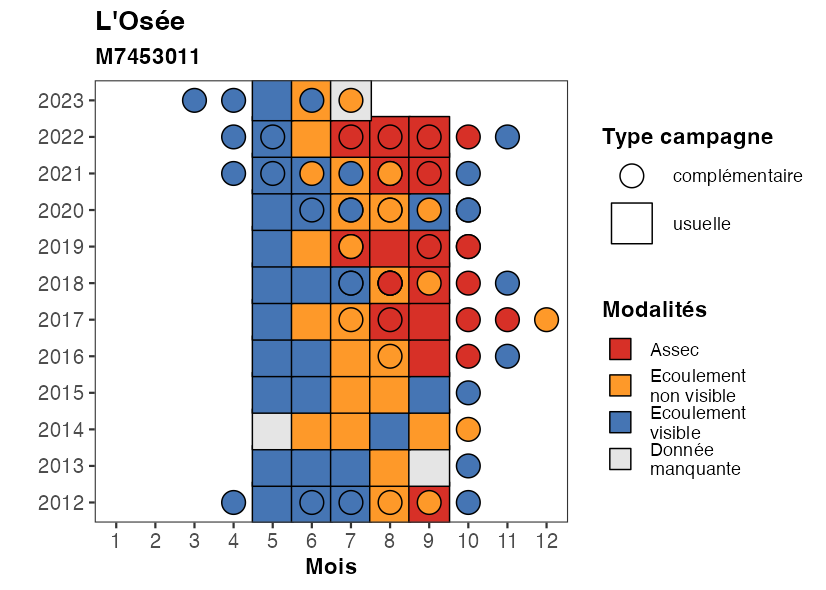 L'Osée
M7453011
2023
2022
2021
2020
2019
2018
2017
2016
2015
2014
2013
2012
1 2 3 4 5 6 7 8 9 10 11 12
Mois
Type campagne
complémentaire
usuelle
Modalités
Assec
Ecoulement
non visible
Ecoulement
visible
Donnée
manquante